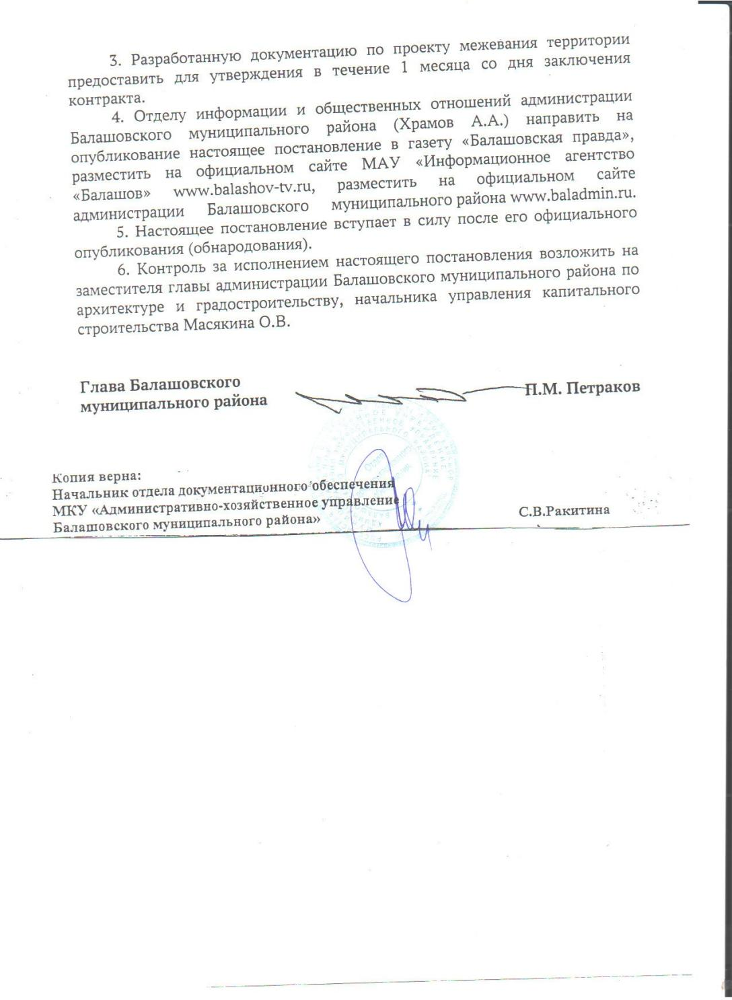 3. Разработанную документацию по проекту межевания территории
предоставить для утверждения в течение 1 месяца со дня заключения
контракта.
4. Отделу информации и общественных отношений администрации
Балашовского муниципального района (Храмов А.А.) направить на
опубликование настоящее постановление в газету «Балашовская правда»,
разместить на официальном сайте МАУ «Информационное агентство
«Балашов» www.balashov-tv.ru, разместить на официальном сайте
администрации Балашовского муниципального района www.baladmin.ru.
5. Настоящее постановление вступает в силу после его официального
опубликования (обнародования).
6. Контроль за исполнением настоящего постановления возложить на
заместителя главы администрации Балашовского муниципального района по
архитектуре и градостроительству, начальника управления капитального
строительства Масякина О.В.
Глава Балашовского
муниципального района П.М. Петраков
Копия верна:
Начальник отдела документационного обеспечения
МКУ «Административно-хозяйственное управление
Балашовского муниципального района» С.В.Ракитина